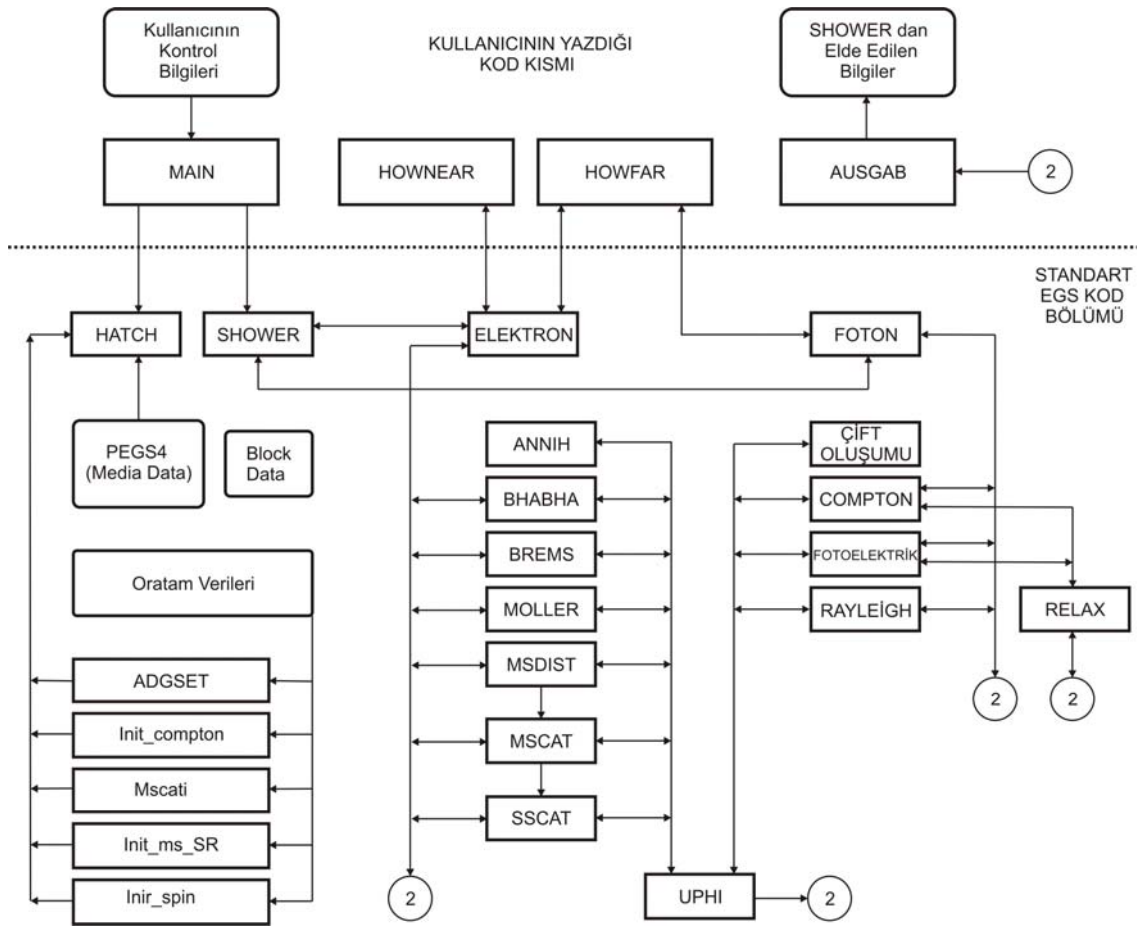 Kullanıcının
Kontrol
Bilgileri
KULLANICININ YAZDIĞI
KOD KISMI
SHOWER dan
Elde Edilen
Bilgiler
MAIN
HOWNEAR
HOWFAR
AUSGAB
2
STANDART
EGS KOD
BÖLÜMÜ
HATCH
SHOWER
ELEKTRON
FOTON
PEGS4
(Media Data)
Block
Data
Oratam Verileri
ADGSET
Init_compton
Mscati
Init_ms_SR
Inir_spin
ANNIH
BHABHA
BREMS
MOLLER
MSDIST
MSCAT
SSCAT
2
ÇİFT
OLUŞUMU
COMPTON
FOTOELEKTRİK
RAYLEİGH
RELAX
2
2
UPHI
2